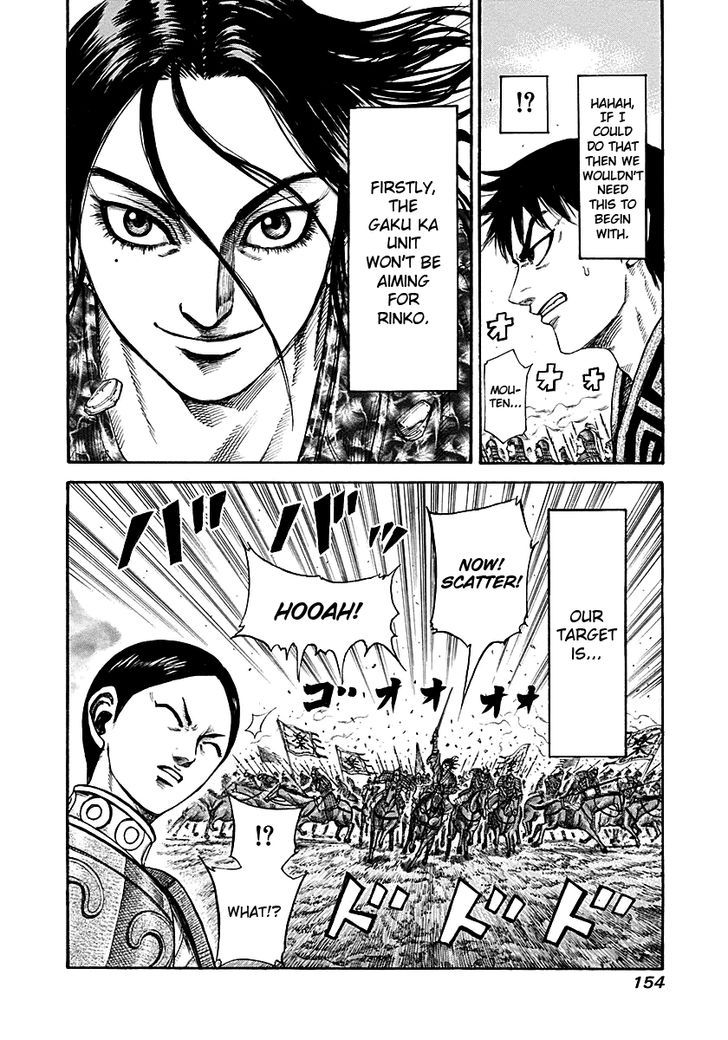 HAHAH,
IF I
COULD
DO THAT
THEN WE
WOULDN'T
NEED
THIS TO
BEGIN
WITH.
!?
オ
オ オ
MOU-
TEN...
FIRSTLY,
THE
GAKU KA
UNIT
WON'T BE
AIMING
FOR
RINKO.
OUR
TARGET
IS...
NOW!
SCATTER!
HOOAH!
バ バ ッ
ゴ オ オ オ
!?
WHAT!?
ド ド ド
154